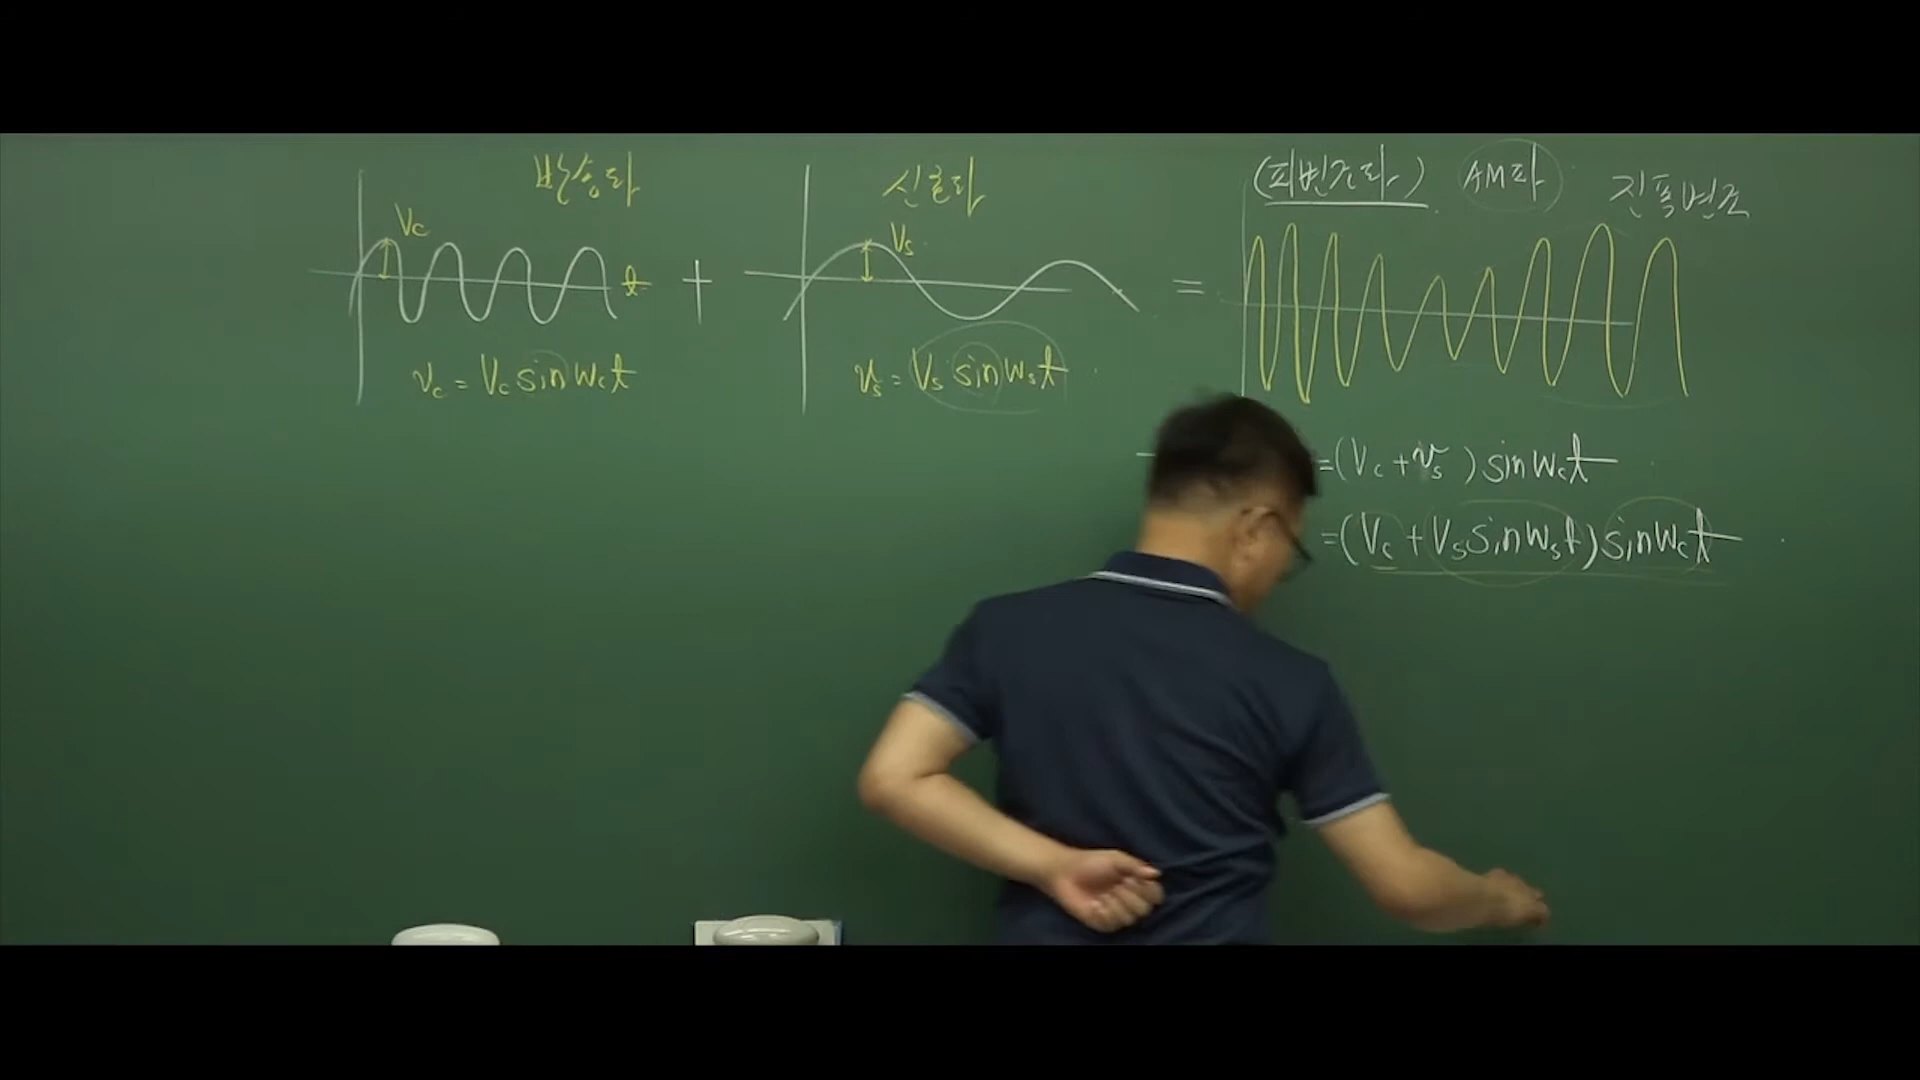 반송파
Vc
t
+
vc = Vc sin wct
신호파
Vs
vs = Vs sin wst
=
(피변조파) AM파 진폭변조
=(Vc+vs) sin wct
=(Vc+Vs sin wst) sin wct